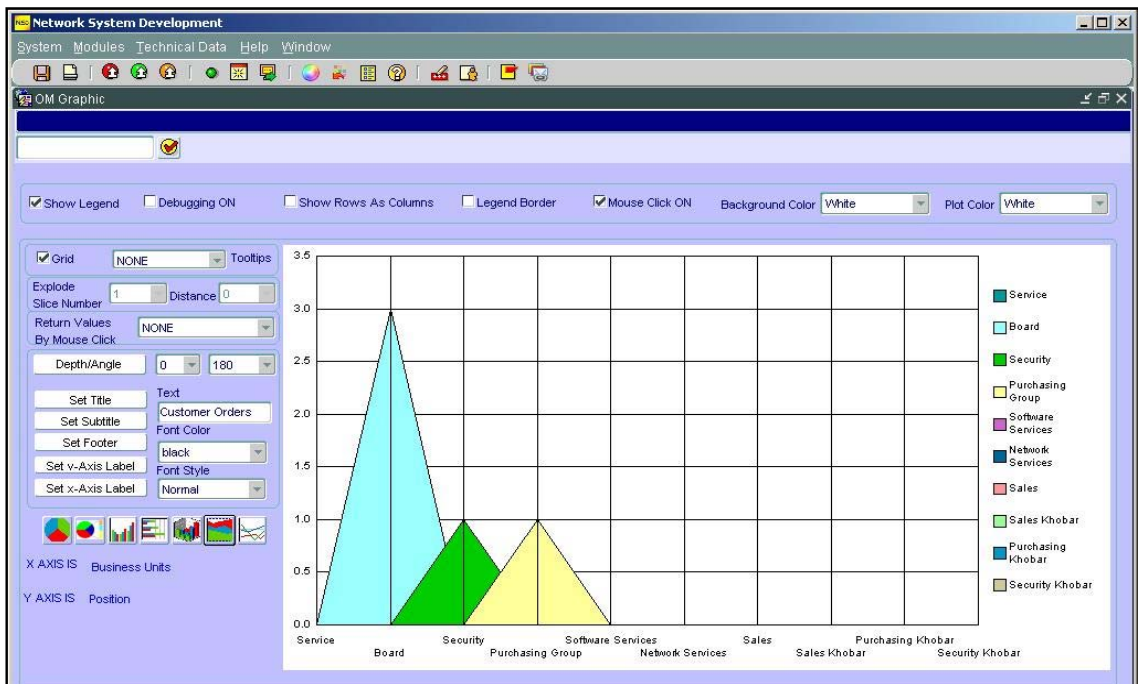 NSD Network System Development
System Modules Technical Data Help Window
OM Graphic
Show Legend Debugging ON Show Rows As Columns Legend Border Mouse Click ON Background Color White Plot Color White
Grid NONE Tooltips
Explode
Slice Number 1 Distance 0
Return Values
By Mouse Click NONE
Depth/Angle 0 180
Set Title Text
Set Subtitle Customer Orders
Set Footer Font Color
black
Set v-Axis Label Font Style
Set x-Axis Label Normal
X AXIS IS Business Units
Y AXIS IS Position
3.5
3.0
2.5
2.0
1.5
1.0
0.5
0.0
Service Security Software Services Sales Purchasing Khobar
Board Purchasing Group Network Services Sales Khobar Security Khobar
Service
Board
Security
Purchasing
Group
Software
Services
Network
Services
Sales
Sales Khobar
Purchasing
Khobar
Security Khobar